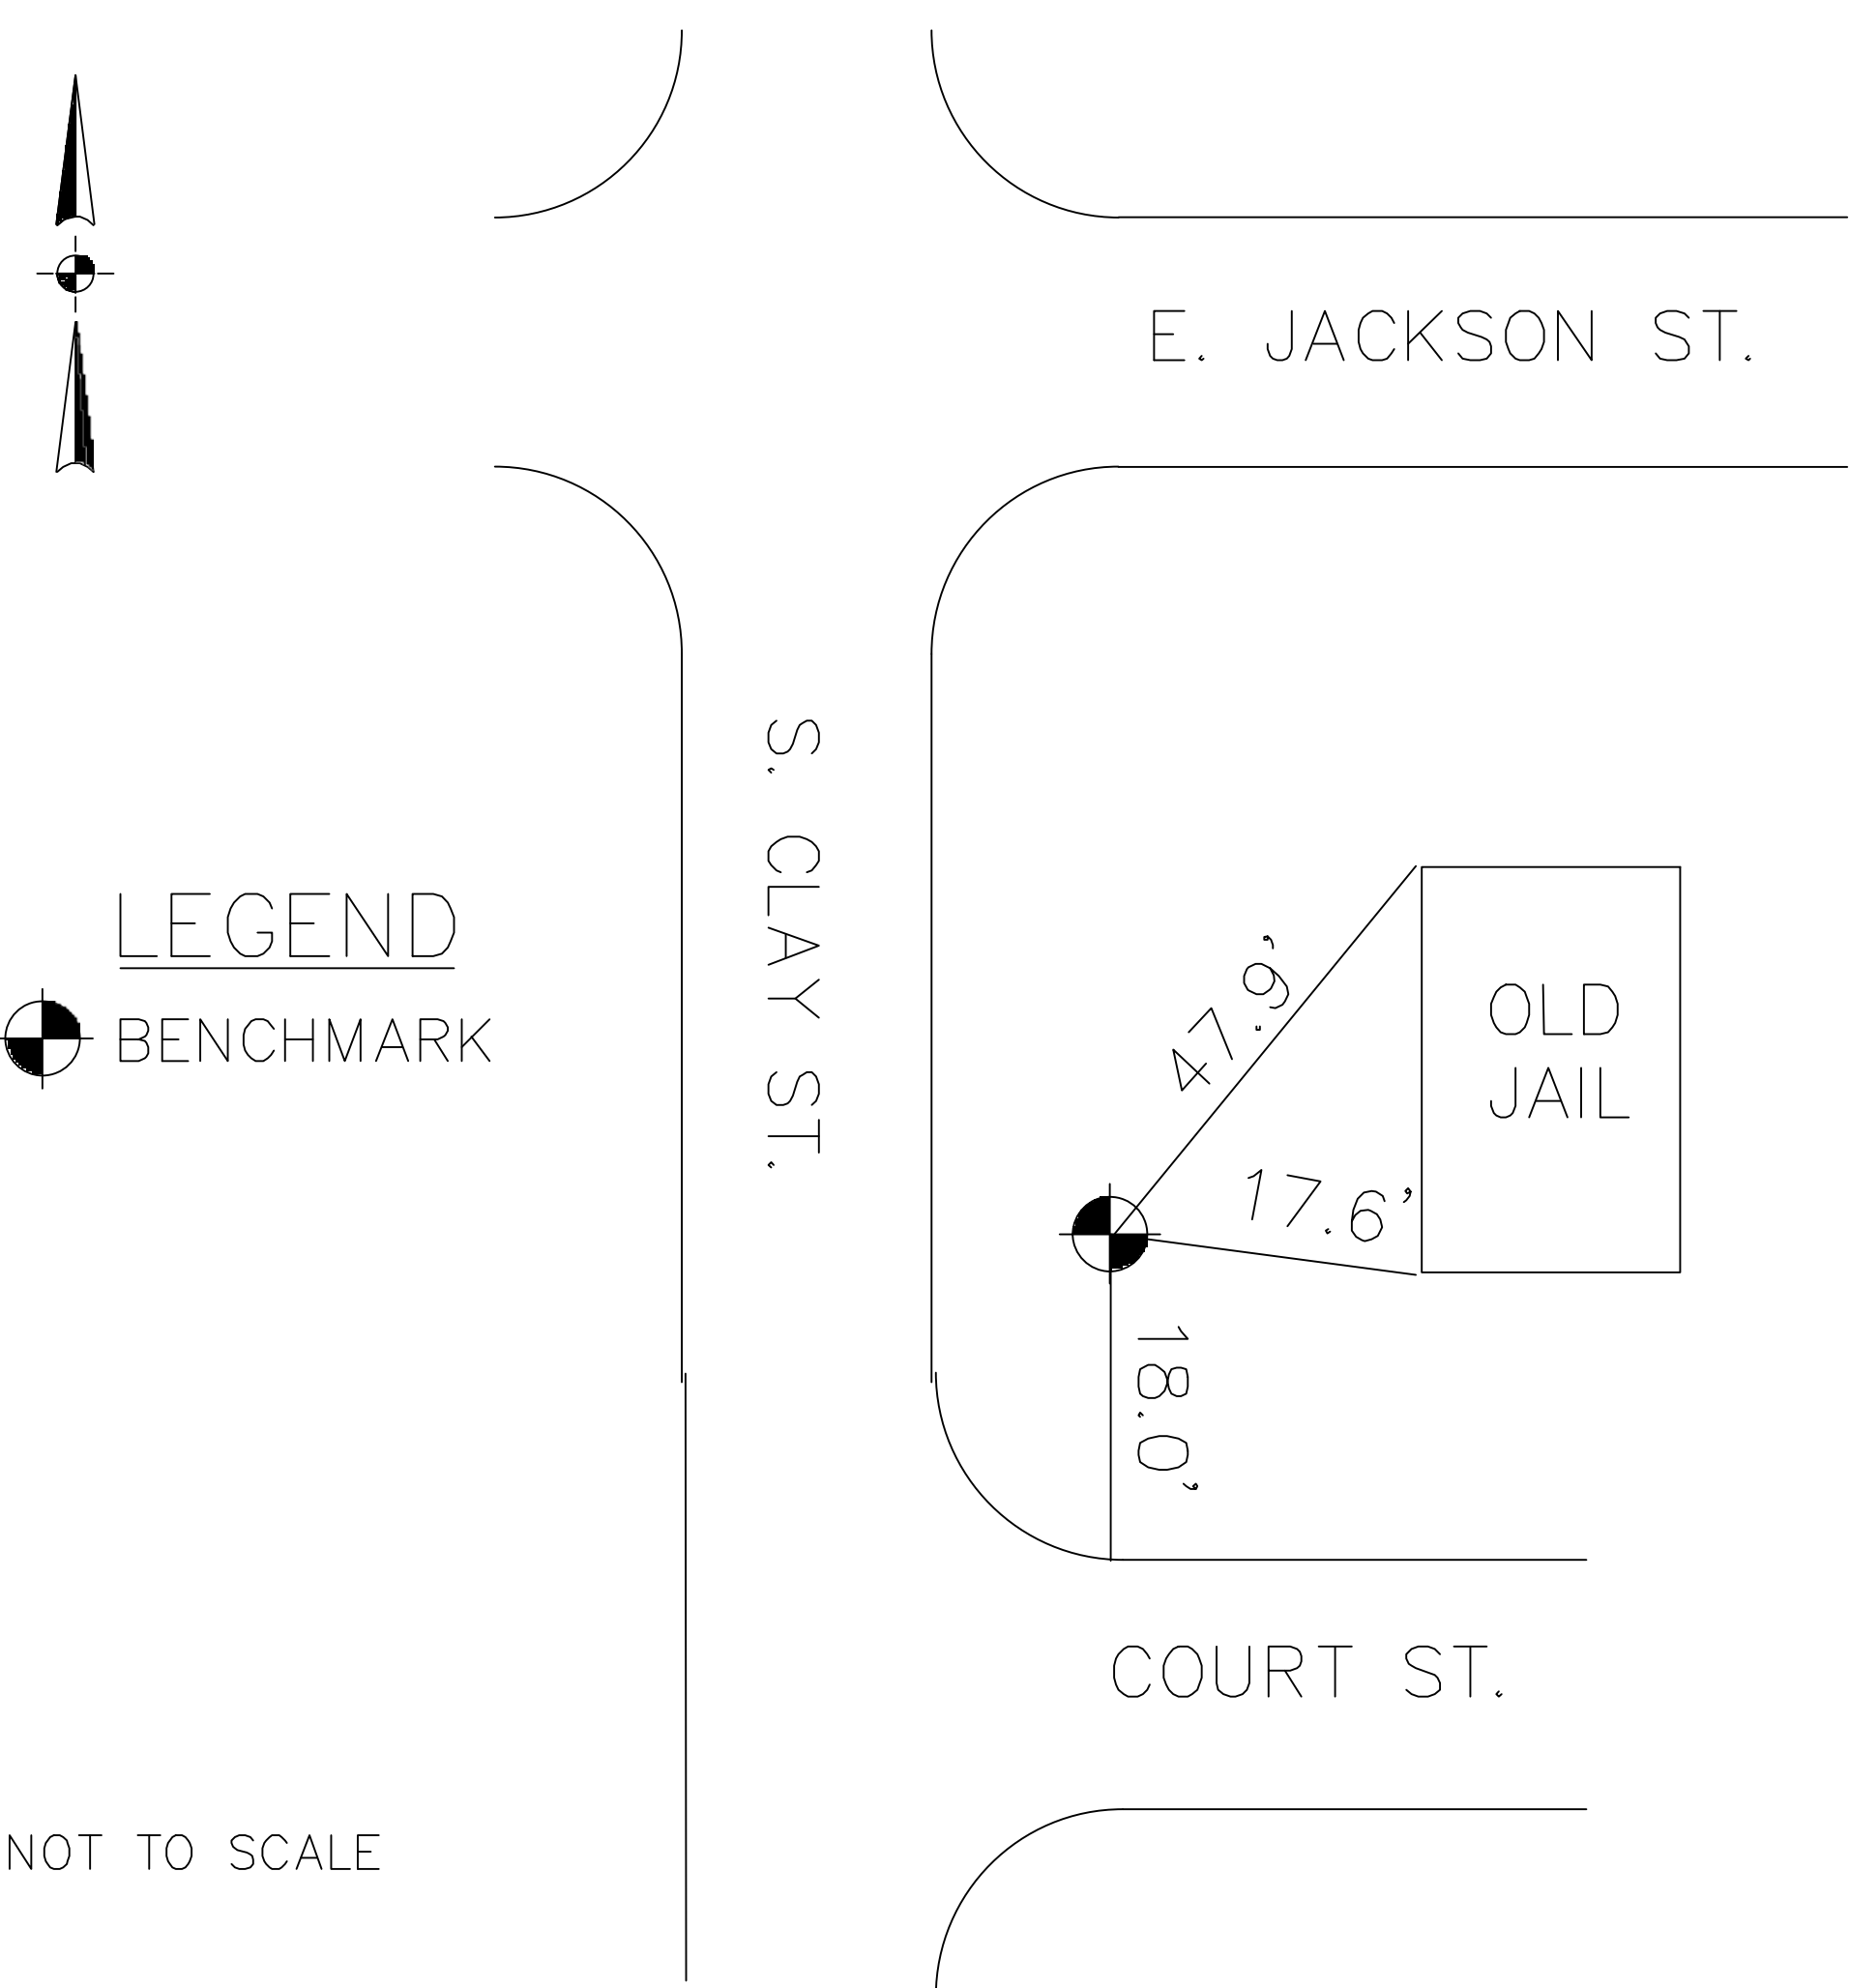 E. JACKSON ST.
S. CLAY ST.
LEGEND
BENCHMARK
47.9'
OLD
JAIL
17.6'
18.0'
COURT ST.
NOT TO SCALE